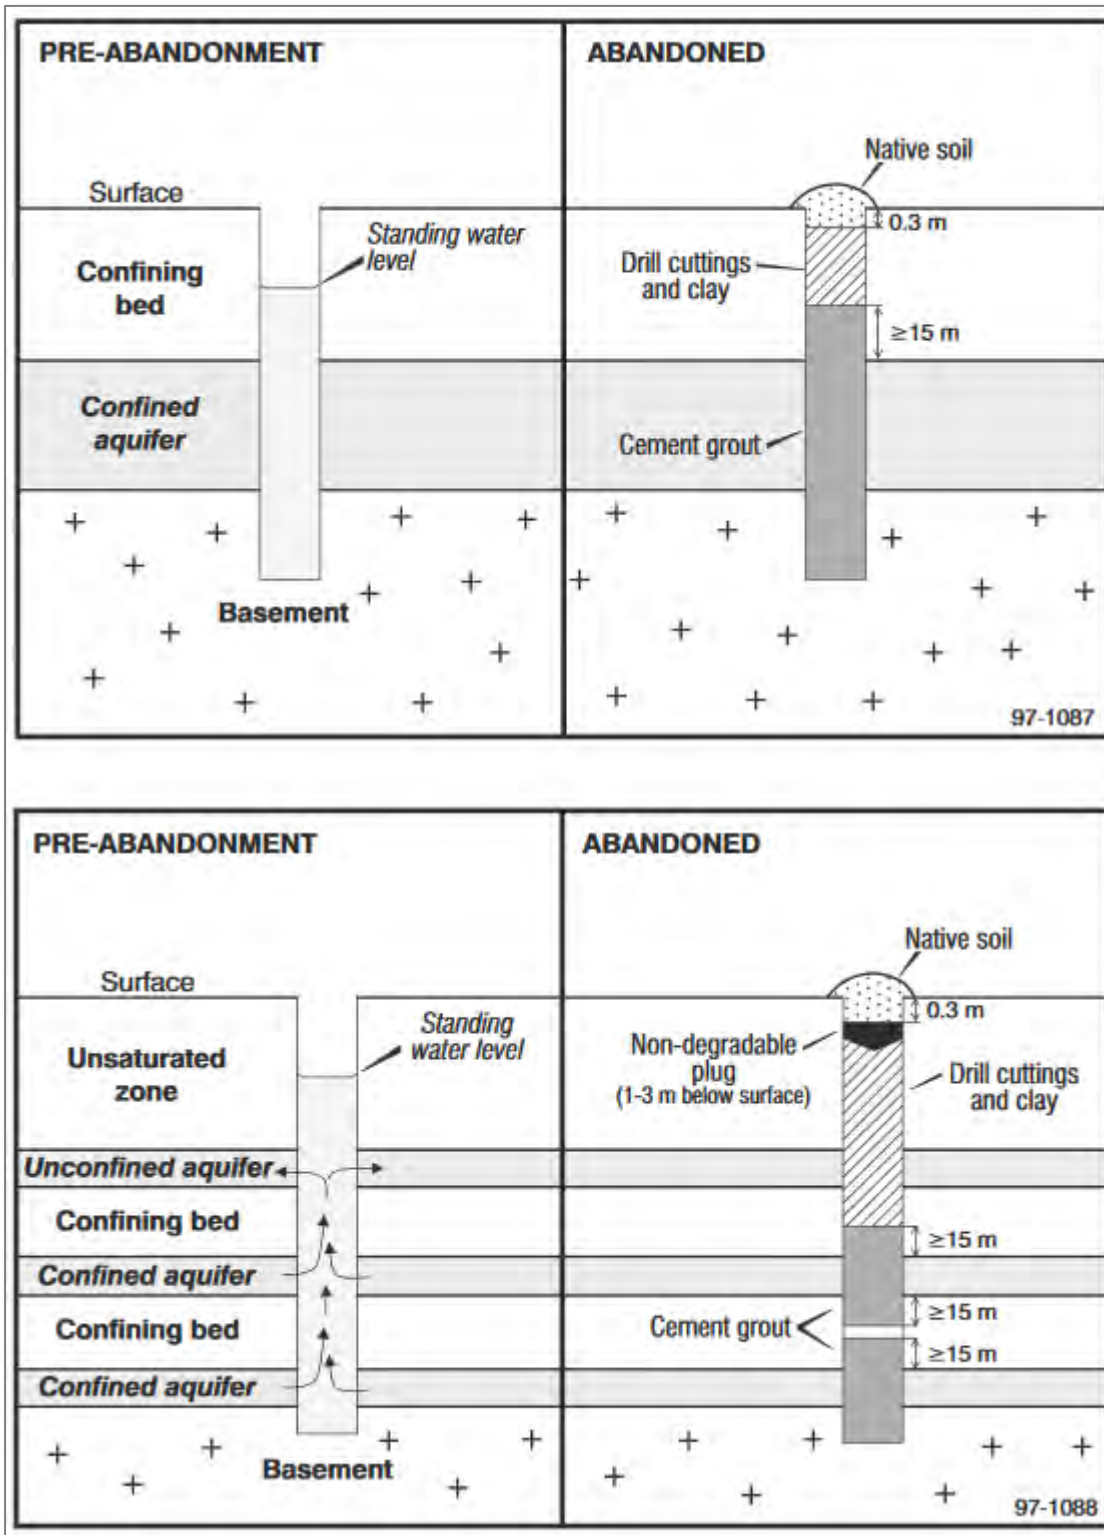 PRE-ABANDONMENT
ABANDONED
Native soil
Surface
0.3 m
Standing water
level
Confining
bed
Drill cuttings
and clay
≥15 m
Confined
aquifer
Cement grout
Basement
97-1087
PRE-ABANDONMENT
ABANDONED
Native soil
Surface
0.3 m
Standing
water level
Unsaturated
zone
Non-degradable
plug
(1-3 m below surface)
Drill cuttings
and clay
Unconfined aquifer
Confining bed
≥15 m
Confined aquifer
≥15 m
Confining bed
Cement grout
≥15 m
Confined aquifer
Basement
97-1088